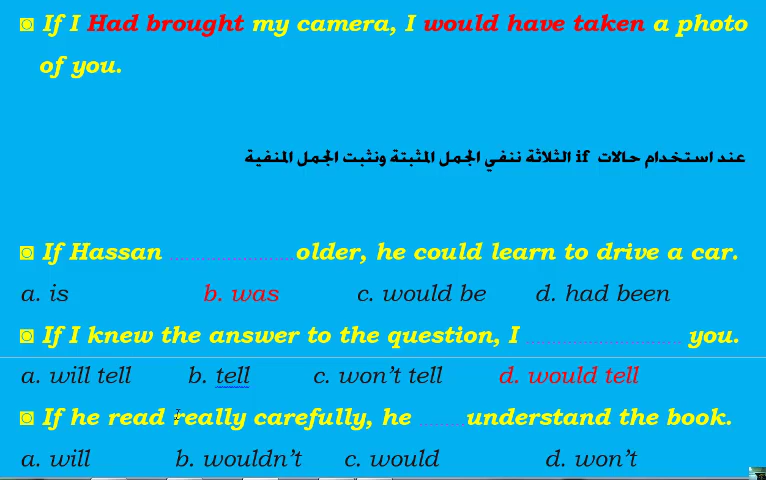 ◙ If I Had brought my camera, I would have taken a photo
of you.
عند استخدام حالات if الثلاثة ننفي الجمل المثبتة ونثبت الجمل المنفية
◙ If Hassan ...................... older, he could learn to drive a car.
a. is b. was c. would be d. had been
◙ If I knew the answer to the question, I ............................ you.
a. will tell b. tell c. won't tell d. would tell
◙ If he read really carefully, he ........ understand the book.
a. will b. wouldn't c. would d. won't